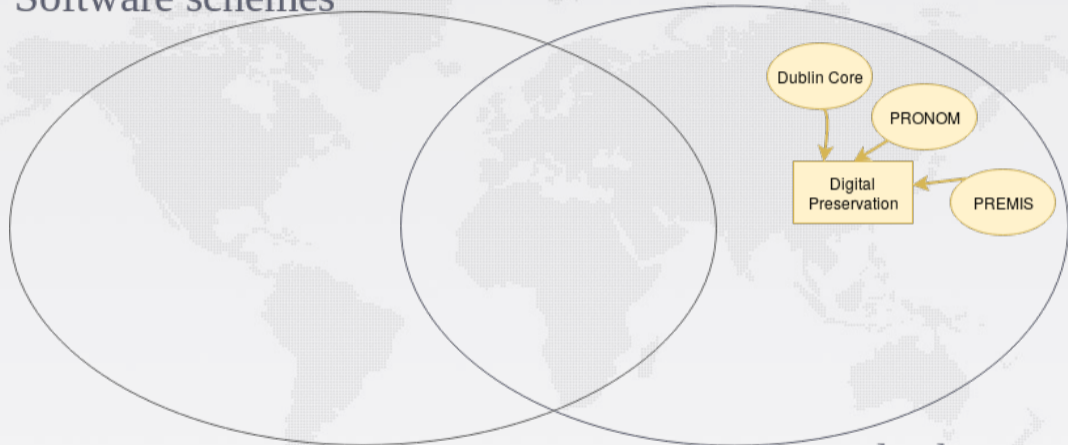 Software schemes
Dublin Core
PRONOM
Digital
Preservation
PREMIS